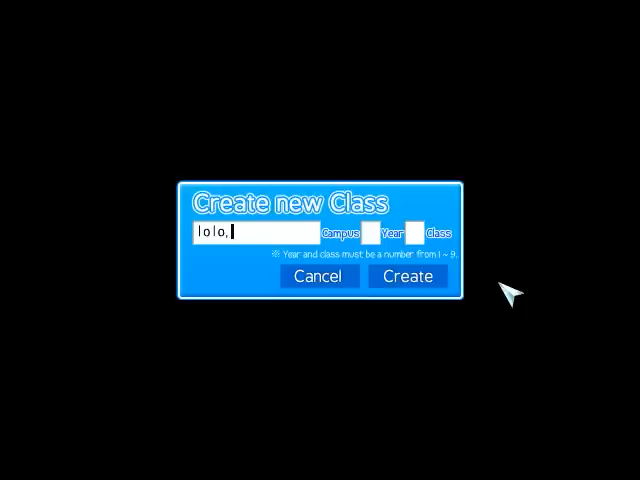 Create new Class
lolo, Campus Year Class
※ Year and class must be a number from 1 ~ 9.
Cancel Create